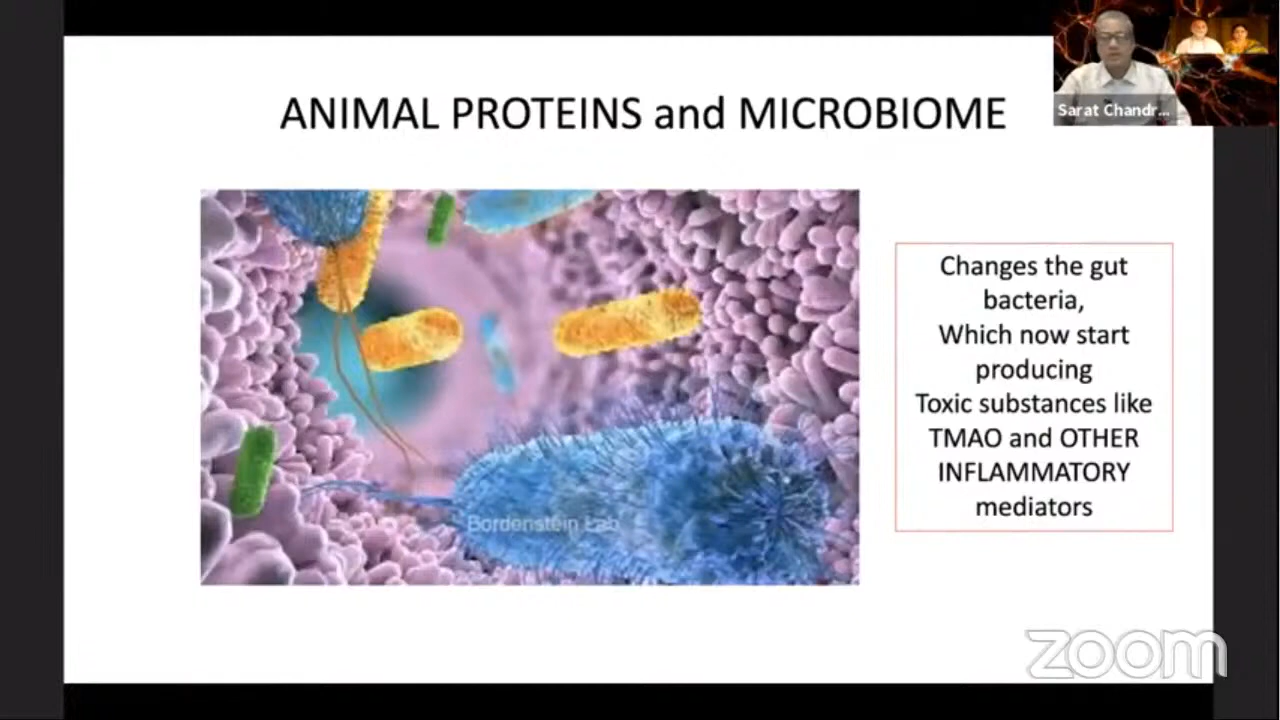 ANIMAL PROTEINS and MICROBIOME
Sarat Chandr...
Changes the gut
bacteria,
Which now start
producing
Toxic substances like
TMAO and OTHER
INFLAMMATORY
mediators
Bordenstein Lab
zoom